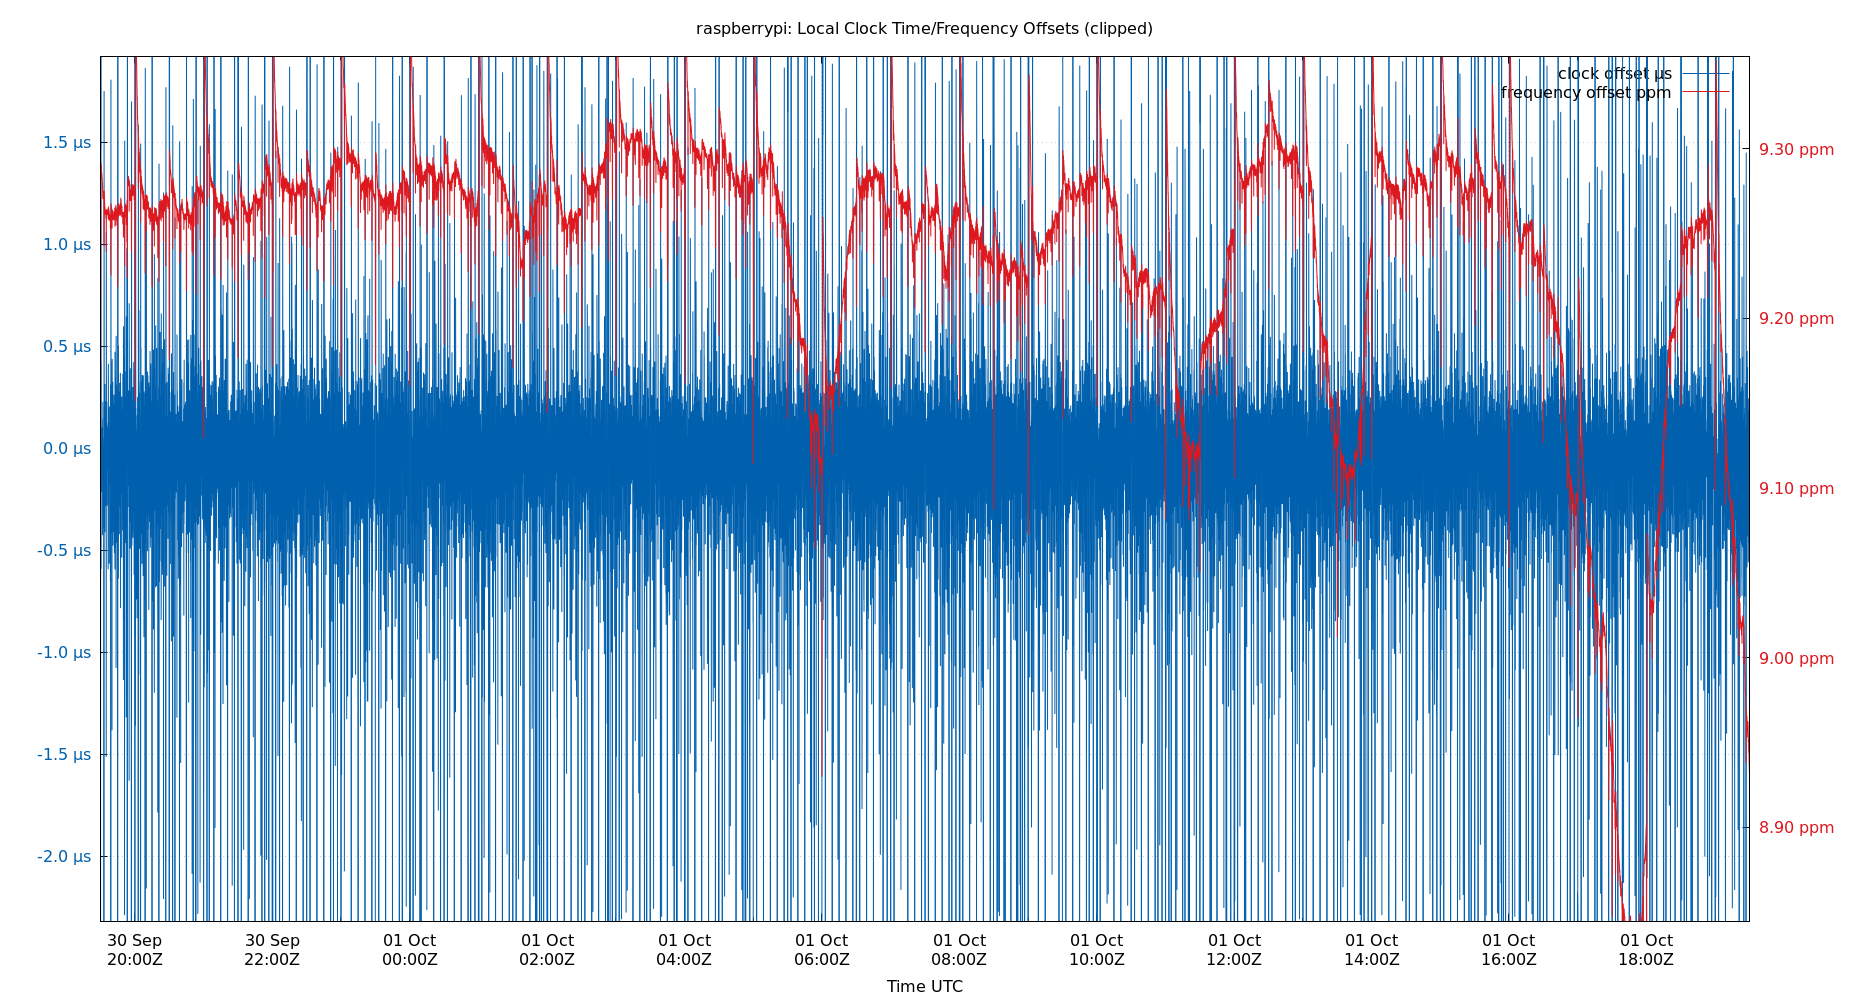 raspberrypi: Local Clock Time/Frequency Offsets (clipped)
clock offset µs
frequency offset ppm
1.5 µs
1.0 µs
0.5 µs
0.0 µs
-0.5 µs
-1.0 µs
-1.5 µs
-2.0 µs
9.30 ppm
9.20 ppm
9.10 ppm
9.00 ppm
8.90 ppm
30 Sep 30 Sep 01 Oct 01 Oct 01 Oct 01 Oct 01 Oct 01 Oct 01 Oct 01 Oct 01 Oct 01 Oct
20:00Z 22:00Z 00:00Z 02:00Z 04:00Z 06:00Z 08:00Z 10:00Z 12:00Z 14:00Z 16:00Z 18:00Z
Time UTC